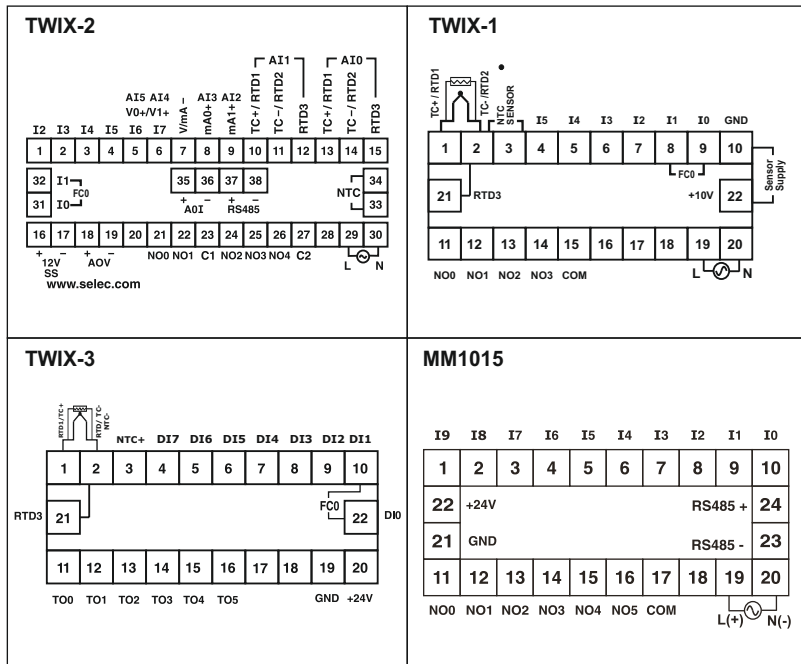 TWIX-2
AI1
AI0
AI5 AI4
V0+/V1+
V/mA –
AI3
mA0+
AI2
mA1+
TC+ / RTD1
TC– / RTD2
RTD3
TC+ / RTD1
TC– / RTD2
RTD3
I2 I3 I4 I5 I6 I7
1 2 3 4 5 6 7 8 9 10 11 12 13 14 15
32 I1
FC0
31 I0
35 36 37 38
+ – + –
AOI RS485
34
NTC
33
16 17 18 19 20 21 22 23 24 25 26 27 28 29 30
+ – + –
12V AOV NO0 NO1 C1 NO2 NO3 NO4 C2 L N
SS
www.selec.com
TWIX-1
TC+ / RTD1
TC- /RTD2
NTC
SENSOR
I5 I4 I3 I2 I1 I0 GND
1 2 3 4 5 6 7 8 9 10
FC0
Sensor
Supply
21 RTD3
+10V 22
11 12 13 14 15 16 17 18 19 20
NO0 NO1 NO2 NO3 COM L N
TWIX-3
RTD1/TC+
RTD/ TC-
NTC-
NTC+ DI7 DI6 DI5 DI4 DI3 DI2 DI1
1 2 3 4 5 6 7 8 9 10
RTD3 21
FC0 22 DI0
11 12 13 14 15 16 17 18 19 20
TO0 TO1 TO2 TO3 TO4 TO5 GND +24V
MM1015
I9 I8 I7 I6 I5 I4 I3 I2 I1 I0
1 2 3 4 5 6 7 8 9 10
22 +24V RS485 + 24
21 GND RS485 - 23
11 12 13 14 15 16 17 18 19 20
NO0 NO1 NO2 NO3 NO4 NO5 COM L(+) N(-)